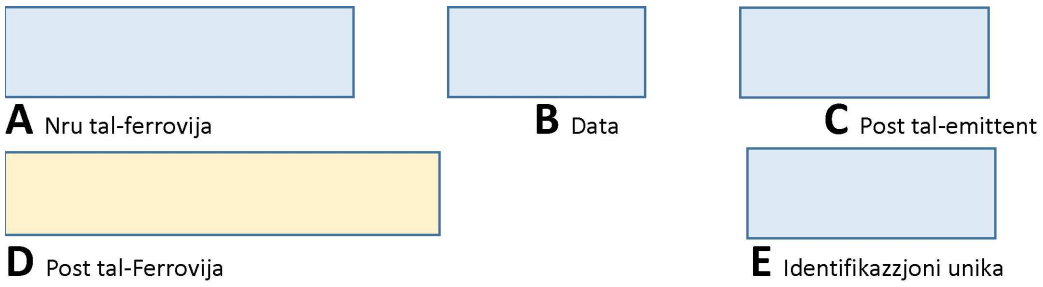 A Nru tal-ferrovija
B Data
C Post tal-emittent
D Post tal-Ferrovija
E Identifikazzjoni unika